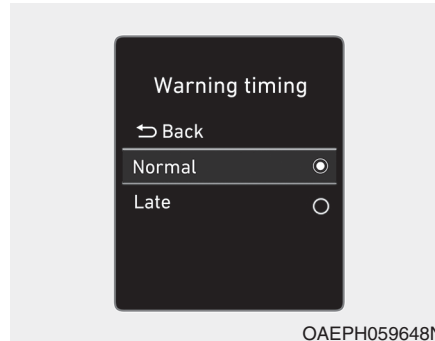 Warning timing
Back
Normal
Late
OAEPH059648N